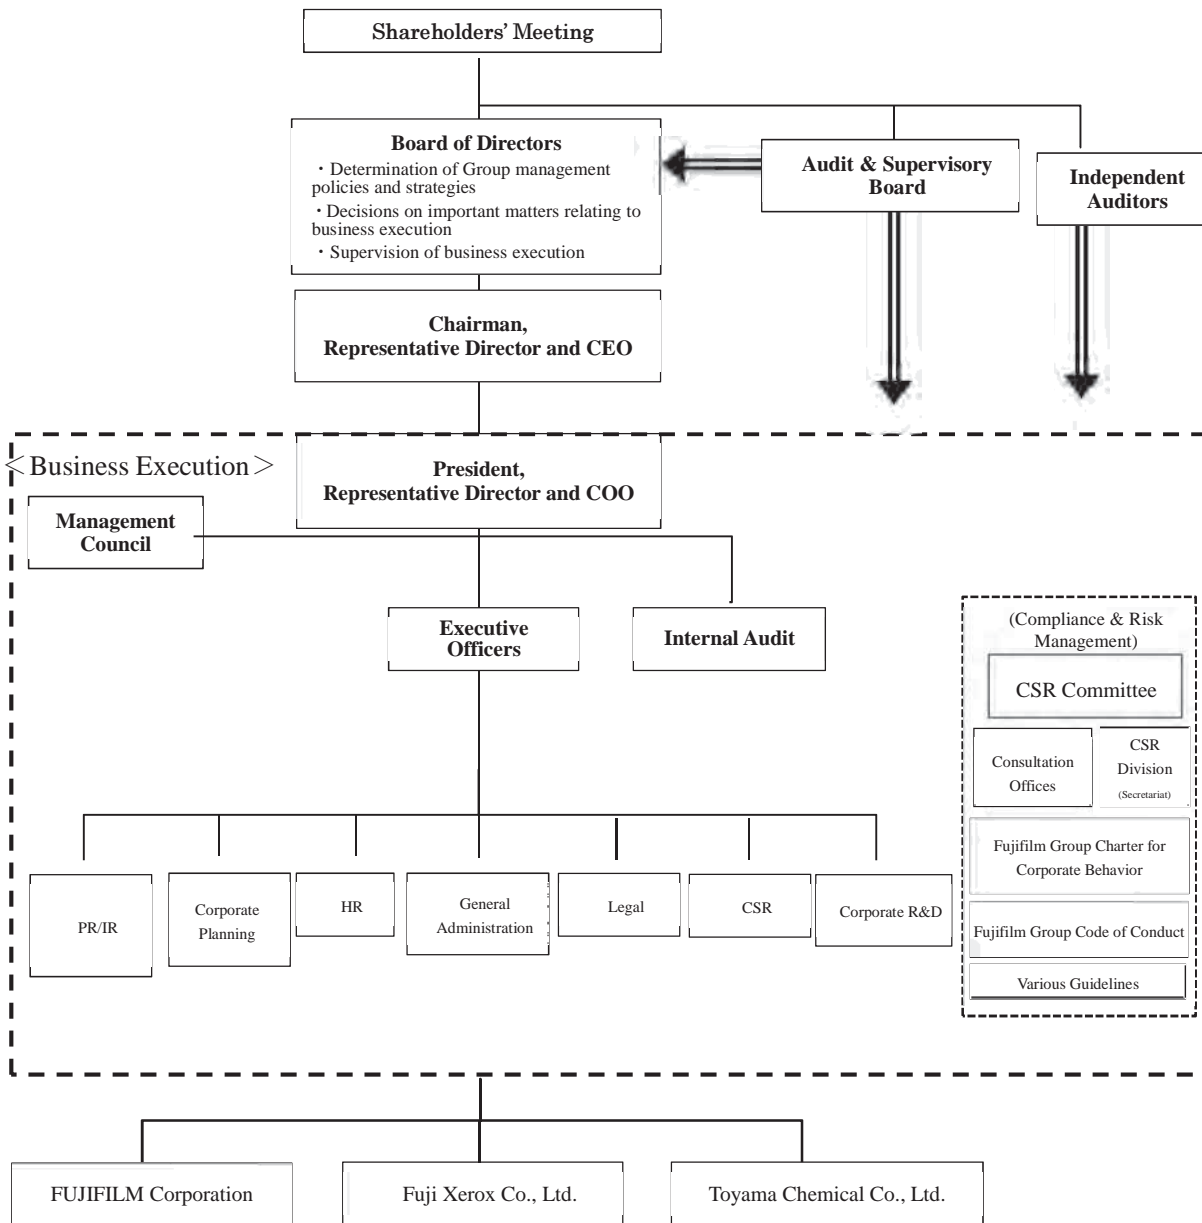 Shareholders' Meeting
Board of Directors
・Determination of Group management
policies and strategies
・Decisions on important matters relating to
business execution
・Supervision of business execution
Audit & Supervisory
Board
Independent
Auditors
Chairman,
Representative Director and CEO
<Business Execution>
President,
Representative Director and COO
Management
Council
Executive
Officers
Internal Audit
(Compliance & Risk
Management)
CSR Committee
Consultation
Offices
CSR
Division
(Secretariat)
Fujifilm Group Charter for
Corporate Behavior
Fujifilm Group Code of Conduct
Various Guidelines
PR/IR
Corporate
Planning
HR
General
Administration
Legal
CSR
Corporate R&D
FUJIFILM Corporation
Fuji Xerox Co., Ltd.
Toyama Chemical Co., Ltd.